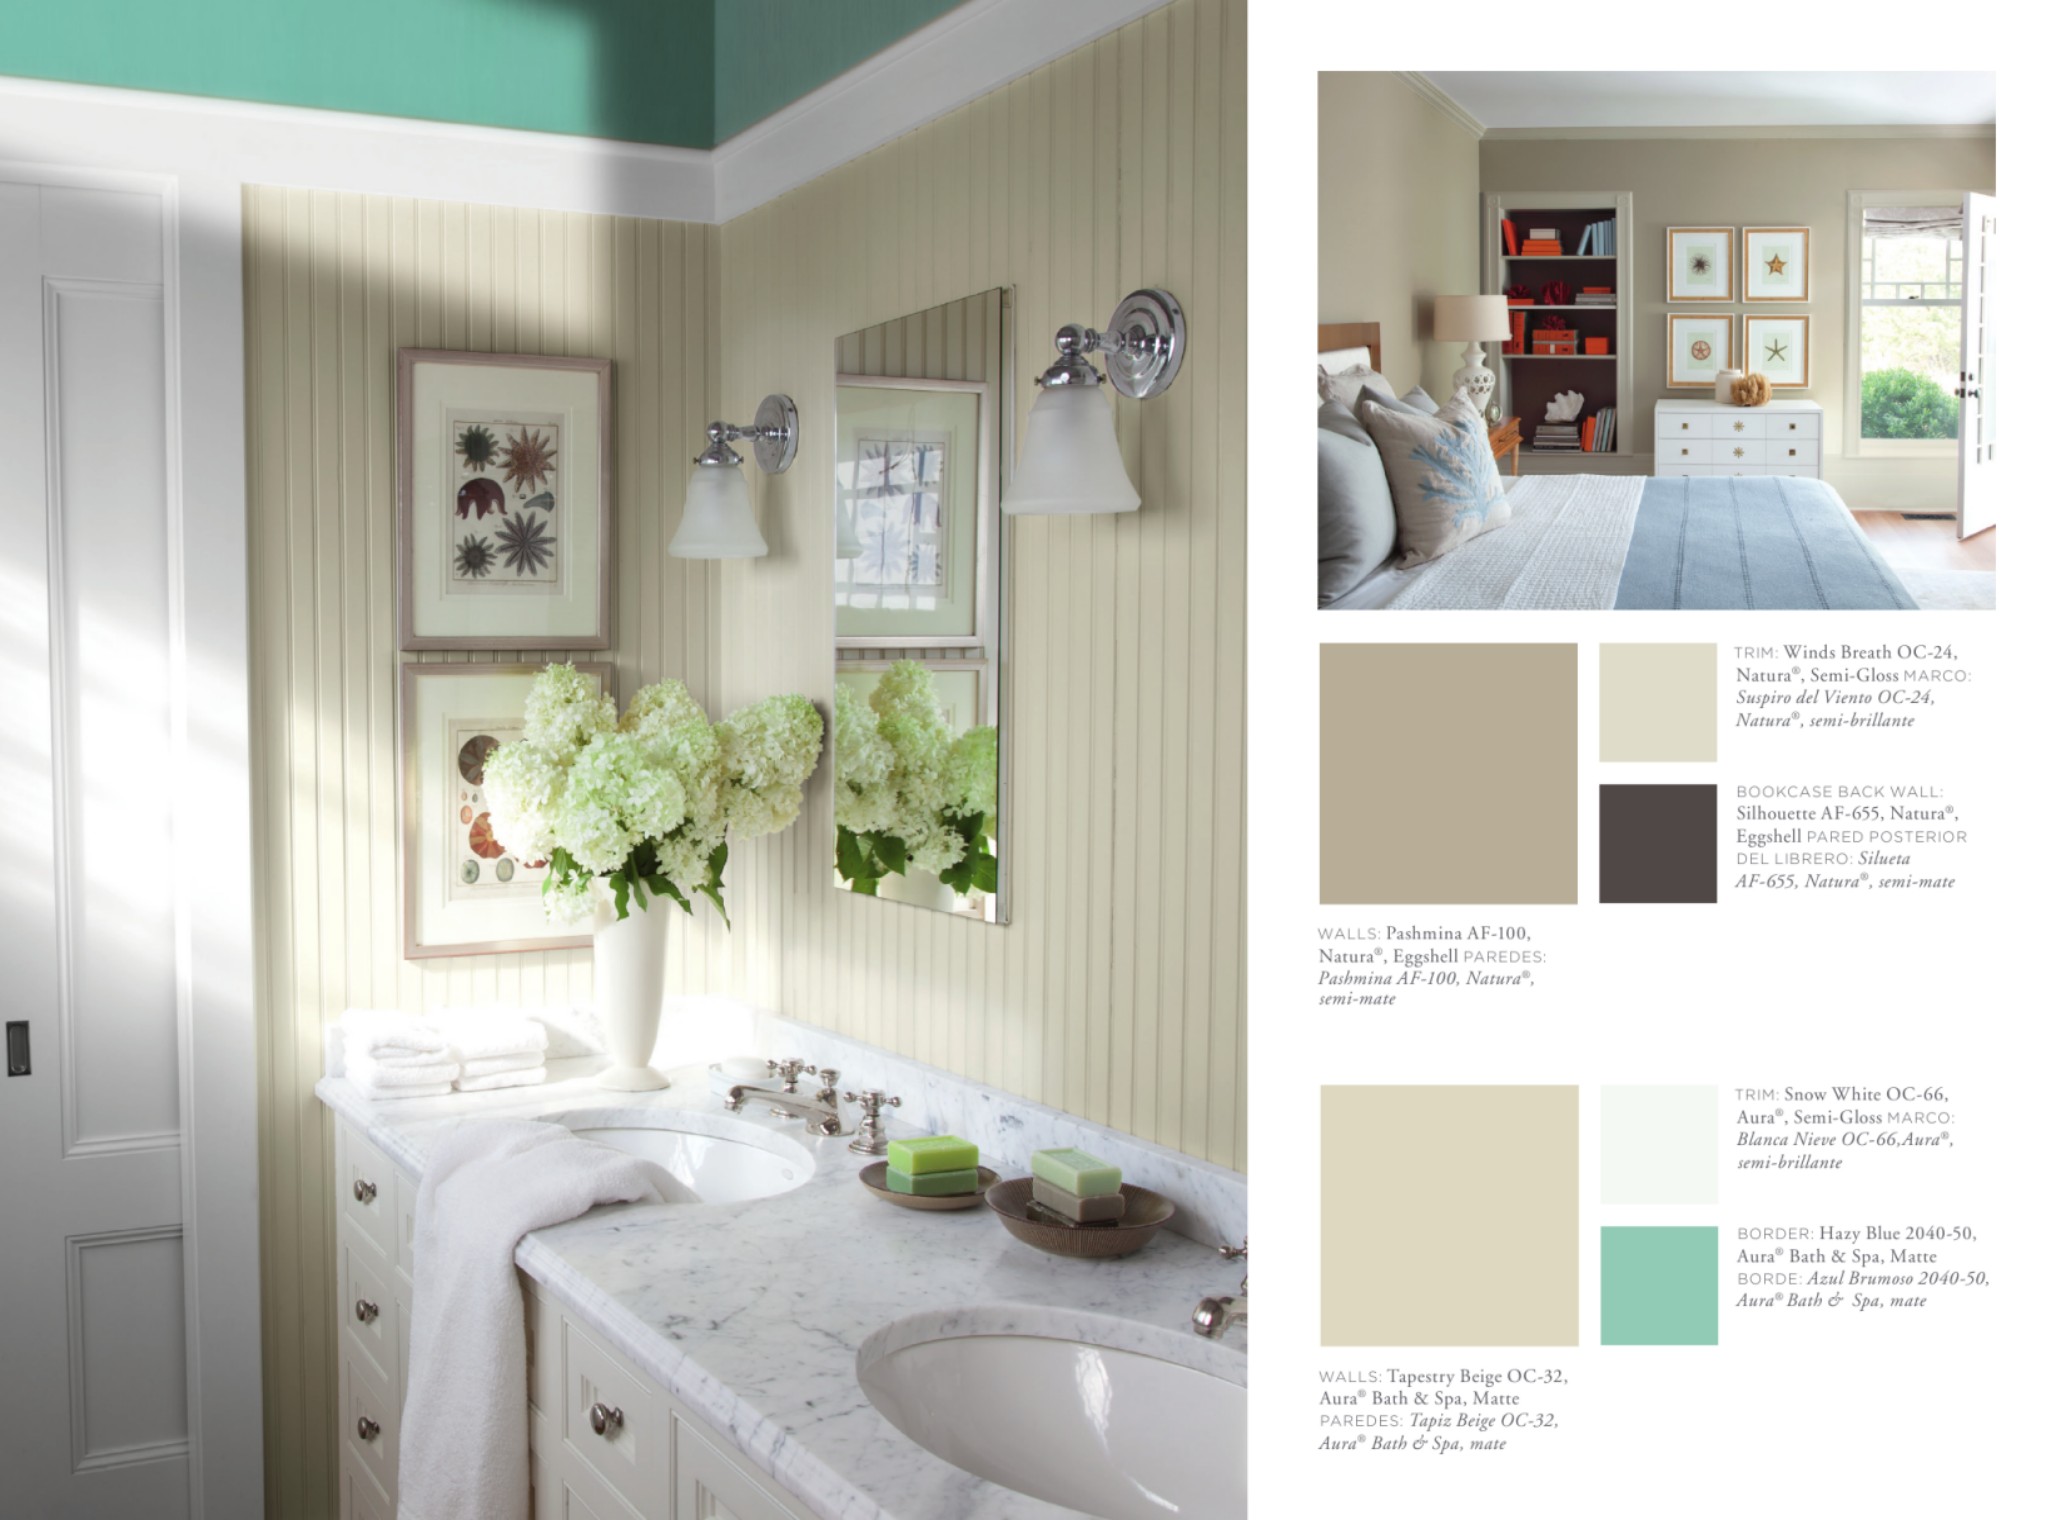 TRIM: Winds Breath OC-24,
Natura®, Semi-Gloss MARCO:
Suspiro del Viento OC-24,
Natura®, semi-brillante
BOOKCASE BACK WALL:
Silhouette AF-655, Natura®,
Eggshell PARED POSTERIOR
DEL LIBRERO: Silueta
AF-655, Natura®, semi-mate
WALLS: Pashmina AF-100,
Natura®, Eggshell PAREDES:
Pashmina AF-100, Natura®,
semi-mate
TRIM: Snow White OC-66,
Aura®, Semi-Gloss MARCO:
Blanca Nieve OC-66,Aura®,
semi-brillante
BORDER: Hazy Blue 2040-50,
Aura® Bath & Spa, Matte
BORDE: Azul Brumoso 2040-50,
Aura® Bath & Spa, mate
WALLS: Tapestry Beige OC-32,
Aura® Bath & Spa, Matte
PAREDES: Tapiz Beige OC-32,
Aura® Bath & Spa, mate